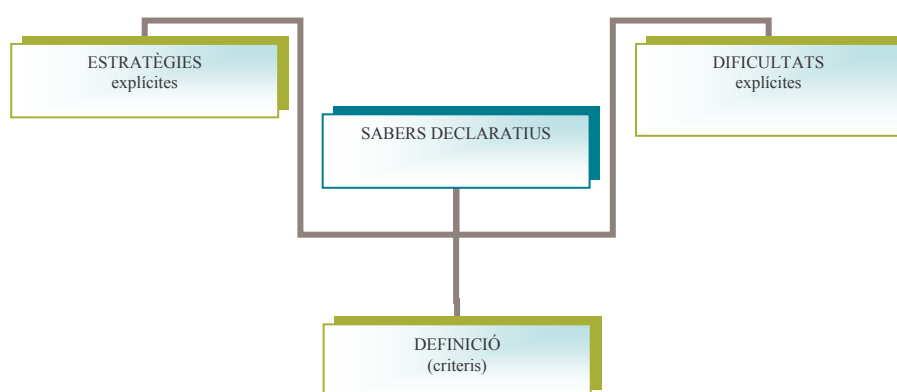 ESTRATÈGIES
explícites
DIFICULTATS
explícites
SABERS DECLARATIUS
DEFINICIÓ
(criteris)